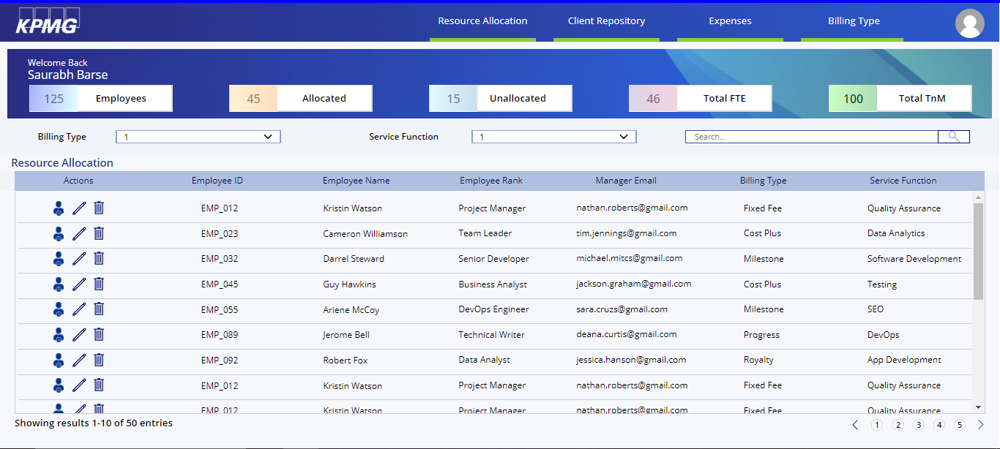 KPMG
Resource Allocation Client Repository Expenses Billing Type
Welcome Back
Saurabh Barse
125 Employees 45 Allocated 15 Unallocated 46 Total FTE 100 Total TnM
Billing Type 1 Service Function 1 Search...
Resource Allocation
Actions Employee ID Employee Name Employee Rank Manager Email Billing Type Service Function
EMP_012 Kristin Watson Project Manager nathan.roberts@gmail.com Fixed Fee Quality Assurance
EMP_023 Cameron Williamson Team Leader tim.jennings@gmail.com Cost Plus Data Analytics
EMP_032 Darrel Steward Senior Developer michael.mitcs@gmail.com Milestone Software Development
EMP_045 Guy Hawkins Business Analyst jackson.graham@gmail.com Cost Plus Testing
EMP_055 Ariene McCoy DevOps Engineer sara.cruzs@gmail.com Milestone SEO
EMP_089 Jerome Bell Technical Writer deana.curtis@gmail.com Progress DevOps
EMP_092 Robert Fox Data Analyst jessica.hanson@gmail.com Royalty App Development
EMP_012 Kristin Watson Project Manager nathan.roberts@gmail.com Fixed Fee Quality Assurance
EMP_012 Kristin Watson Project Manager nathan.roberts@gmail.com Fixed Fee Quality Assurance
Showing results 1-10 of 50 entries 1 2 3 4 5